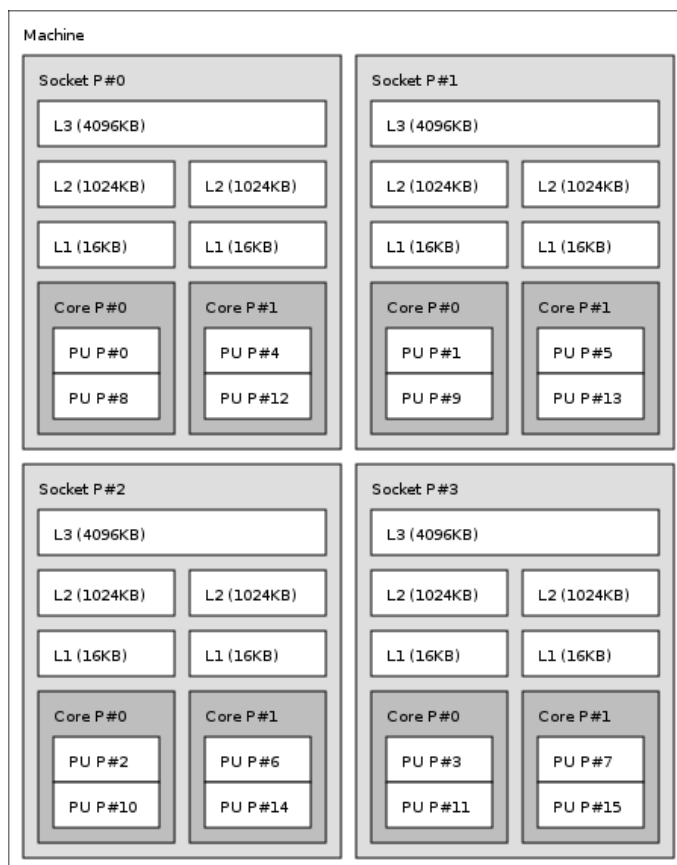 Machine
Socket P#0
L3 (4096KB)
L2 (1024KB) L2 (1024KB)
L1 (16KB) L1 (16KB)
Core P#0 Core P#1
PU P#0 PU P#4
PU P#8 PU P#12
Socket P#1
L3 (4096KB)
L2 (1024KB) L2 (1024KB)
L1 (16KB) L1 (16KB)
Core P#0 Core P#1
PU P#1 PU P#5
PU P#9 PU P#13
Socket P#2
L3 (4096KB)
L2 (1024KB) L2 (1024KB)
L1 (16KB) L1 (16KB)
Core P#0 Core P#1
PU P#2 PU P#6
PU P#10 PU P#14
Socket P#3
L3 (4096KB)
L2 (1024KB) L2 (1024KB)
L1 (16KB) L1 (16KB)
Core P#0 Core P#1
PU P#3 PU P#7
PU P#11 PU P#15